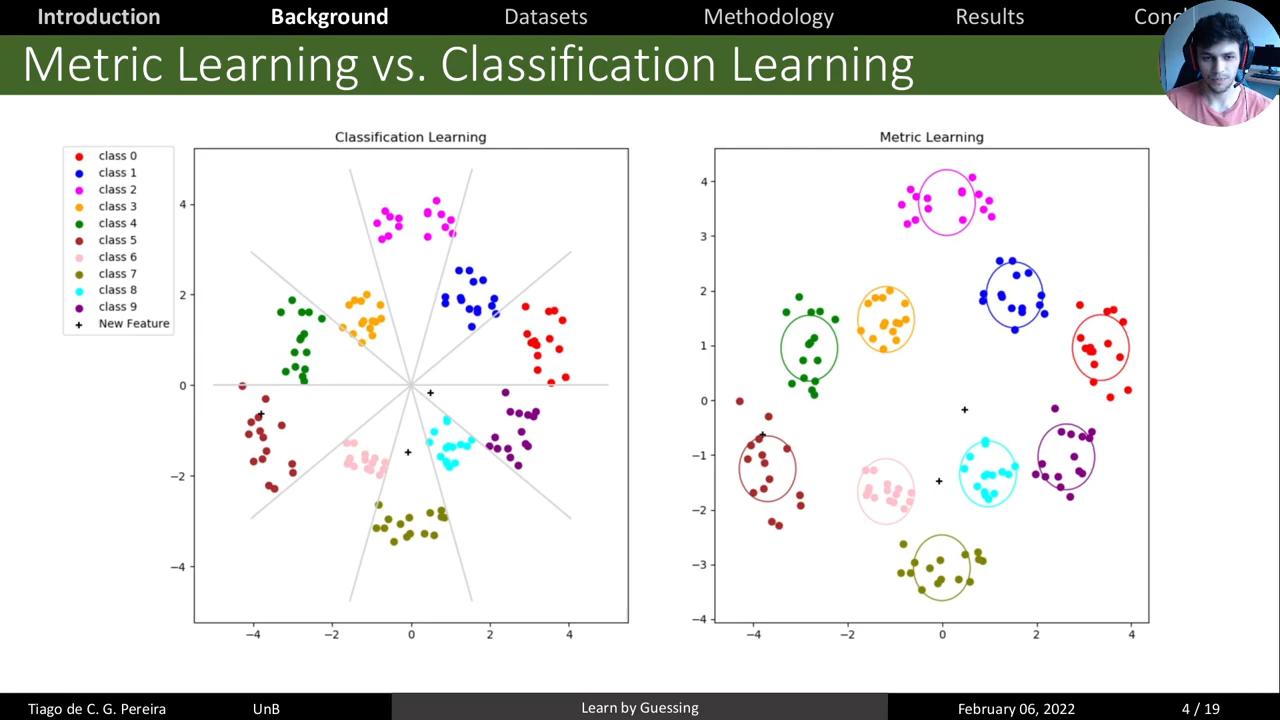 Introduction Background Datasets Methodology Results
Metric Learning vs. Classification Learning
Classification Learning
Metric Learning
class 0
class 1
class 2
class 3
class 4
class 5
class 6
class 7
class 8
class 9
New Feature
4
2
0
−2
−4
−4 −2 0 2 4
4
3
2
1
0
−1
−2
−3
−4
−4 −2 0 2 4
Tiago de C. G. Pereira UnB Learn by Guessing February 06, 2022 4 / 19